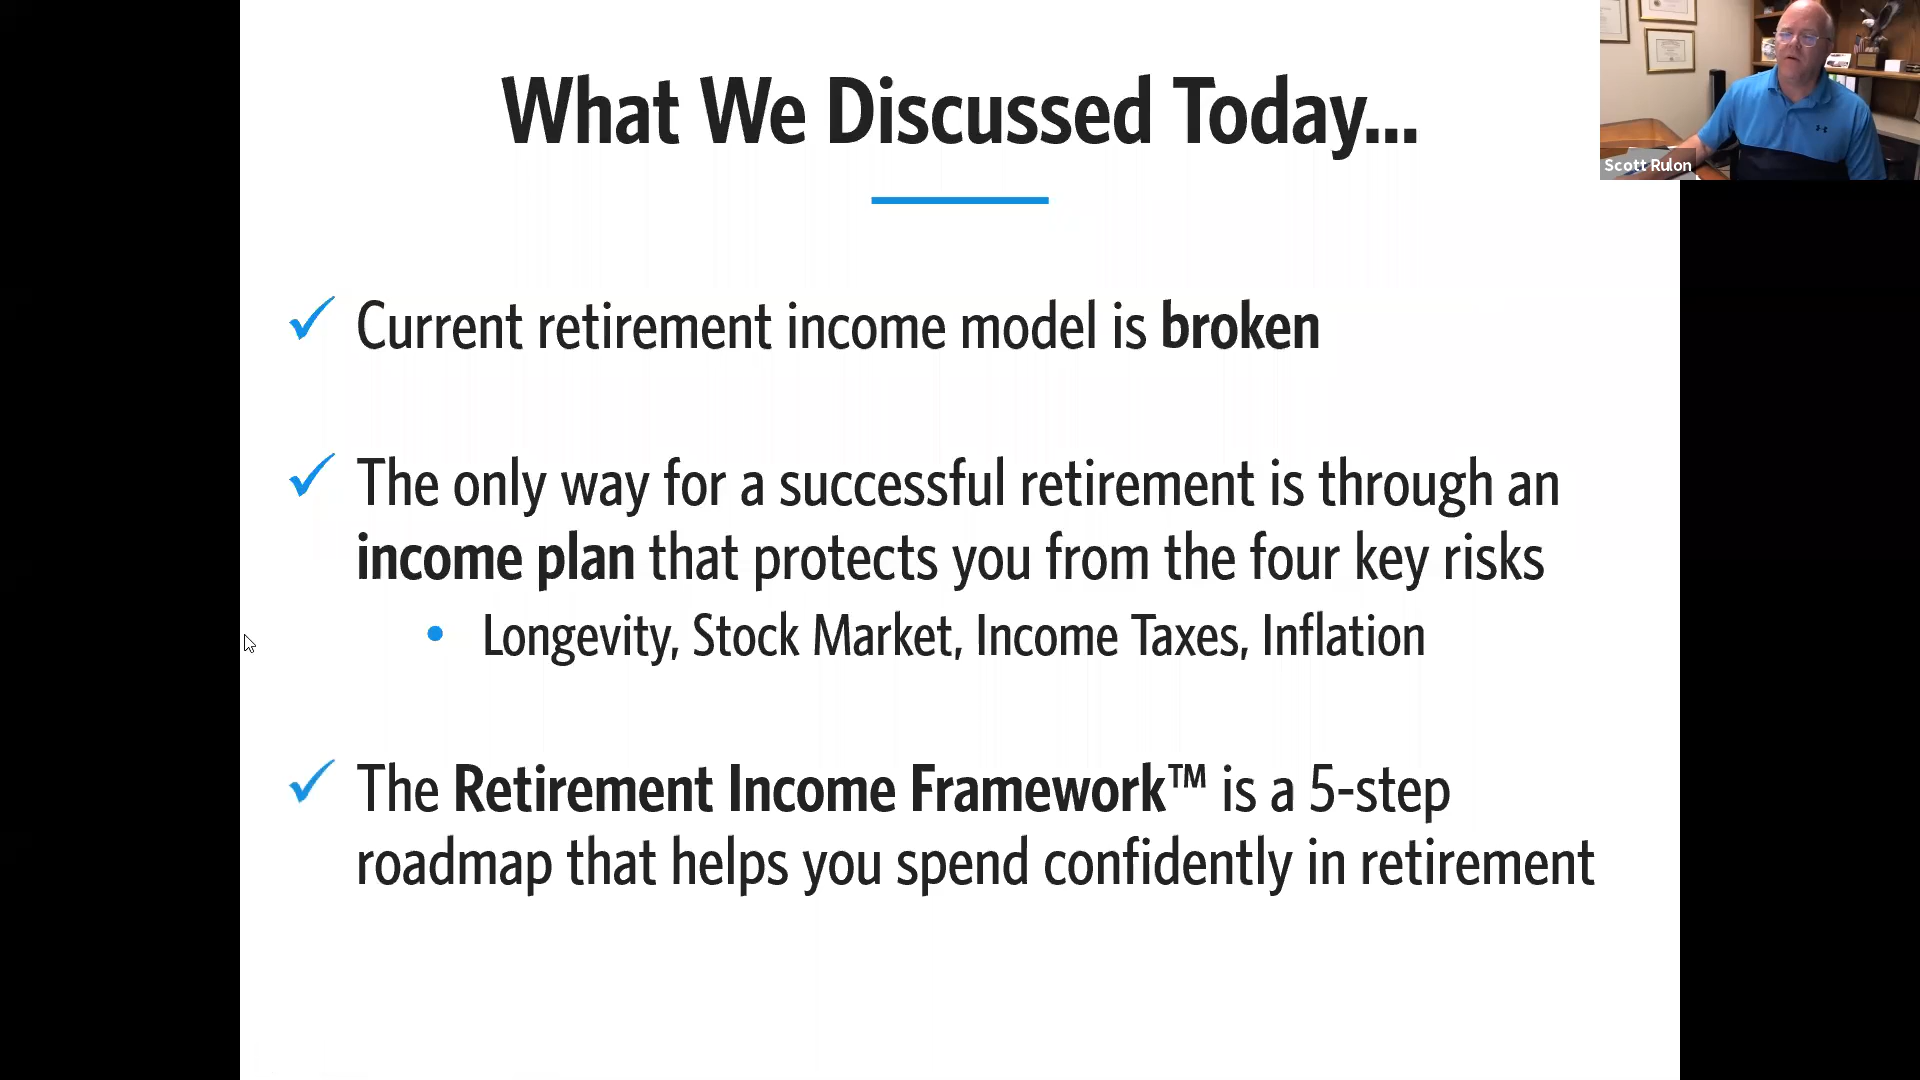 What We Discussed Today...
Scott Rulon
Current retirement income model is broken
The only way for a successful retirement is through an
income plan that protects you from the four key risks
Longevity, Stock Market, Income Taxes, Inflation
The Retirement Income Framework™ is a 5-step
roadmap that helps you spend confidently in retirement